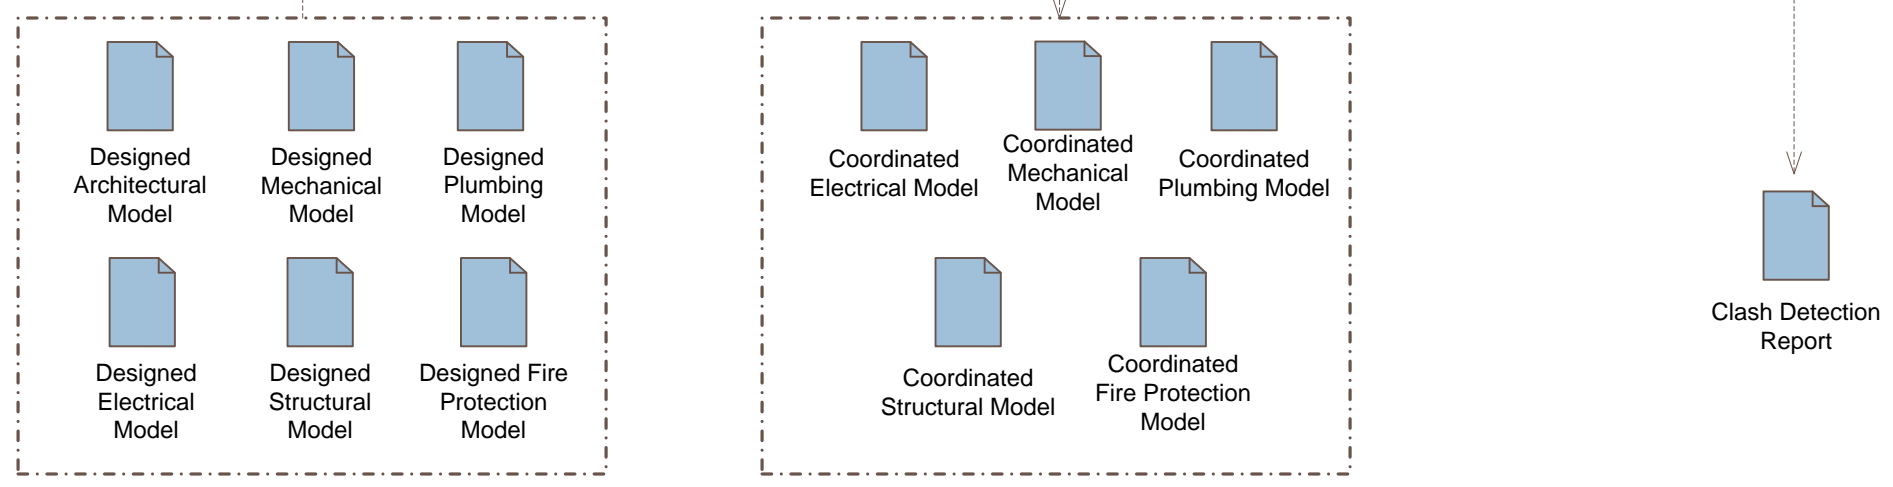 Designed
Architectural
Model
Designed
Mechanical
Model
Designed
Plumbing
Model
Designed
Electrical
Model
Designed
Structural
Model
Designed Fire
Protection
Model
Coordinated
Electrical Model
Coordinated
Mechanical
Model
Coordinated
Plumbing Model
Coordinated
Structural Model
Coordinated
Fire Protection
Model
Clash Detection
Report